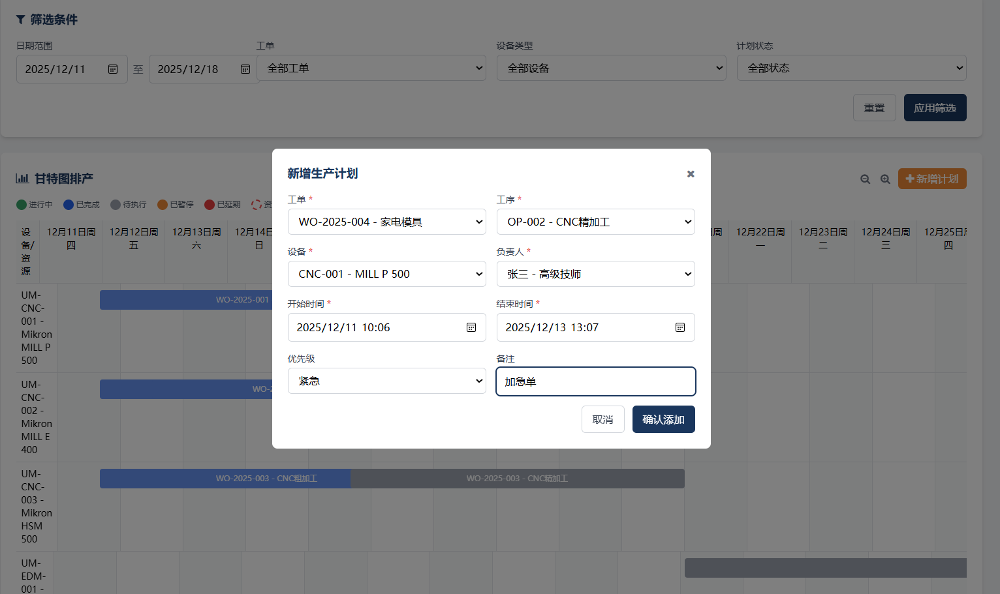 筛选条件
日期范围
工单
设备类型
计划状态
2025/12/11 至 2025/12/18
全部工单
全部设备
全部状态
重置
应用筛选
甘特图排产
新增计划
进行中
已完成
待执行
已暂停
已延期
资
设备/资源
12月11日周四
12月12日周五
12月13日周六
12月14日
日
周
12月22日周一
12月23日周二
12月24日周三
12月25日周四
UM-CNC-001 - Mikron MILL P 500
WO-2025-001
UM-CNC-002 - Mikron MILL E 400
WO-2
UM-CNC-003 - Mikron HSM 500
WO-2025-003 - CNC粗加工
WO-2025-003 - CNC精加工
UM-EDM-001 -
新增生产计划
工单 *
工序 *
WO-2025-004 - 家电模具
OP-002 - CNC精加工
设备 *
负责人 *
CNC-001 - MILL P 500
张三 - 高级技师
开始时间 *
结束时间 *
2025/12/11 10:06
2025/12/13 13:07
优先级
备注
紧急
加急单
取消
确认添加